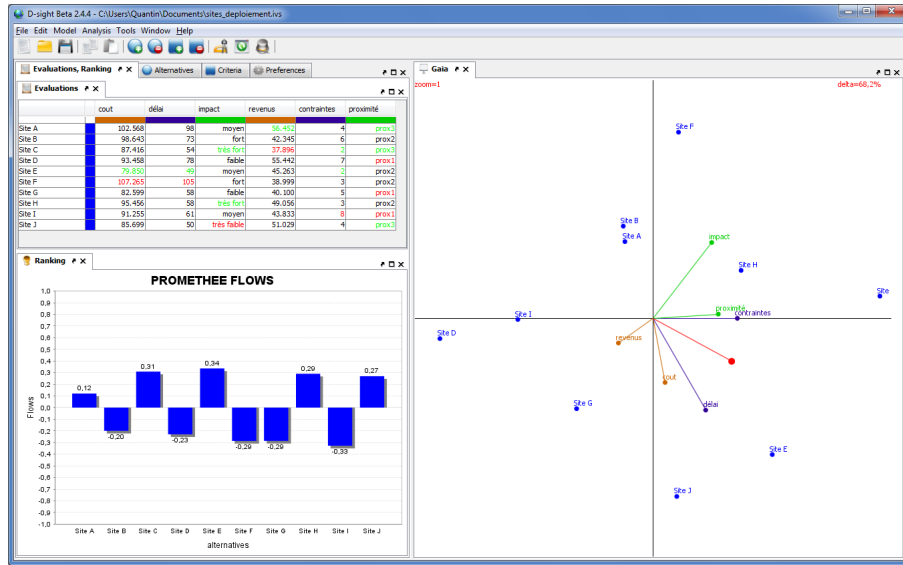 D-sight Beta 2.4.4 - C:\Users\Quantin\Documents\sites_deploiement.ivs
File Edit Model Analysis Tools Window Help
Evaluations, Ranking Alternatives Criteria Preferences
Evaluations
cout délai impact revenus contraintes proximité
Site A 102.568 98 moyen 56.452 4 prox3
Site B 98.643 73 fort 42.345 6 prox2
Site C 87.416 54 très fort 37.896 2 prox3
Site D 93.458 78 faible 55.442 7 prox1
Site E 79.850 49 moyen 45.263 2 prox2
Site F 107.265 105 fort 38.999 3 prox2
Site G 82.599 58 faible 40.100 5 prox1
Site H 95.456 58 très fort 49.056 3 prox2
Site I 91.255 61 moyen 43.833 8 prox1
Site J 85.699 50 très faible 51.029 4 prox3
Ranking
PROMETHEE FLOWS
1,0
0,9
0,8
0,7
0,6
0,5
0,4
0,3
0,2
0,1
0,0
-0,1
-0,2
-0,3
-0,4
-0,5
-0,6
-0,7
-0,8
-0,9
-1,0
Flows
0,12
-0,20
0,31
-0,23
0,34
-0,29
-0,29
0,29
-0,33
0,27
Site A Site B Site C Site D Site E Site F Site G Site H Site I Site J
alternatives
Gaia
zoom=1
delta=68,2%
Site F
Site B
Site A
impact
Site H
Site
proximité
contraintes
Site I
Site D
revenus
cout
délai
Site G
Site E
Site J